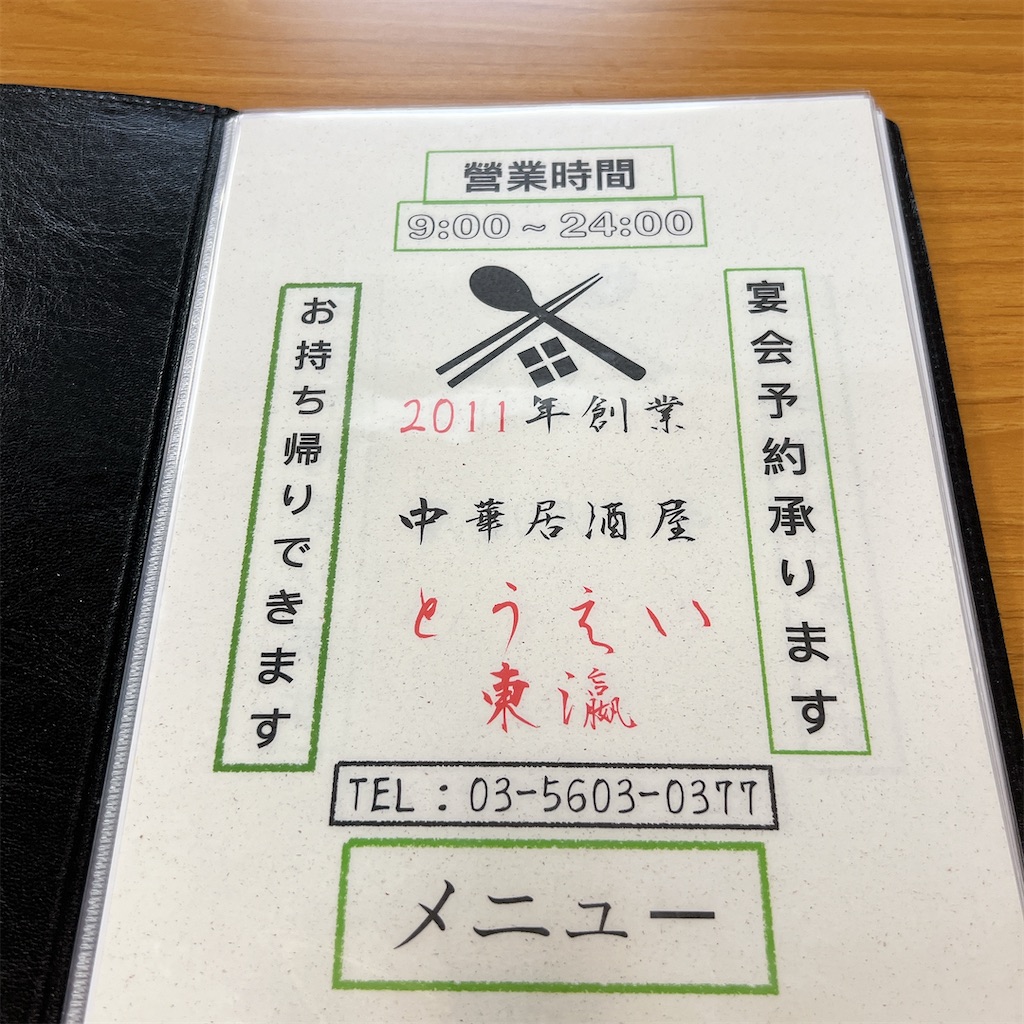 營業時間
9:00～24:00
宴会予約承ります
お持ち帰りできます
2011年創業
中華居酒屋
とうえい
東瀛
TEL：03-5603-0377
メニュー